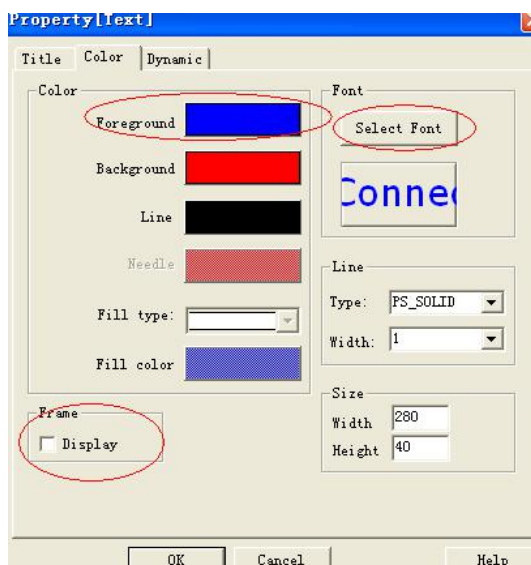 Property[Text]
Title Color Dynamic
Color
Foreground
Background
Line
Needle
Fill type:
Fill color
Frame
Display
Font
Select Font
Connec
Line
Type: PS_SOLID
Width: 1
Size
Width 280
Height 40
OK Cancel Help